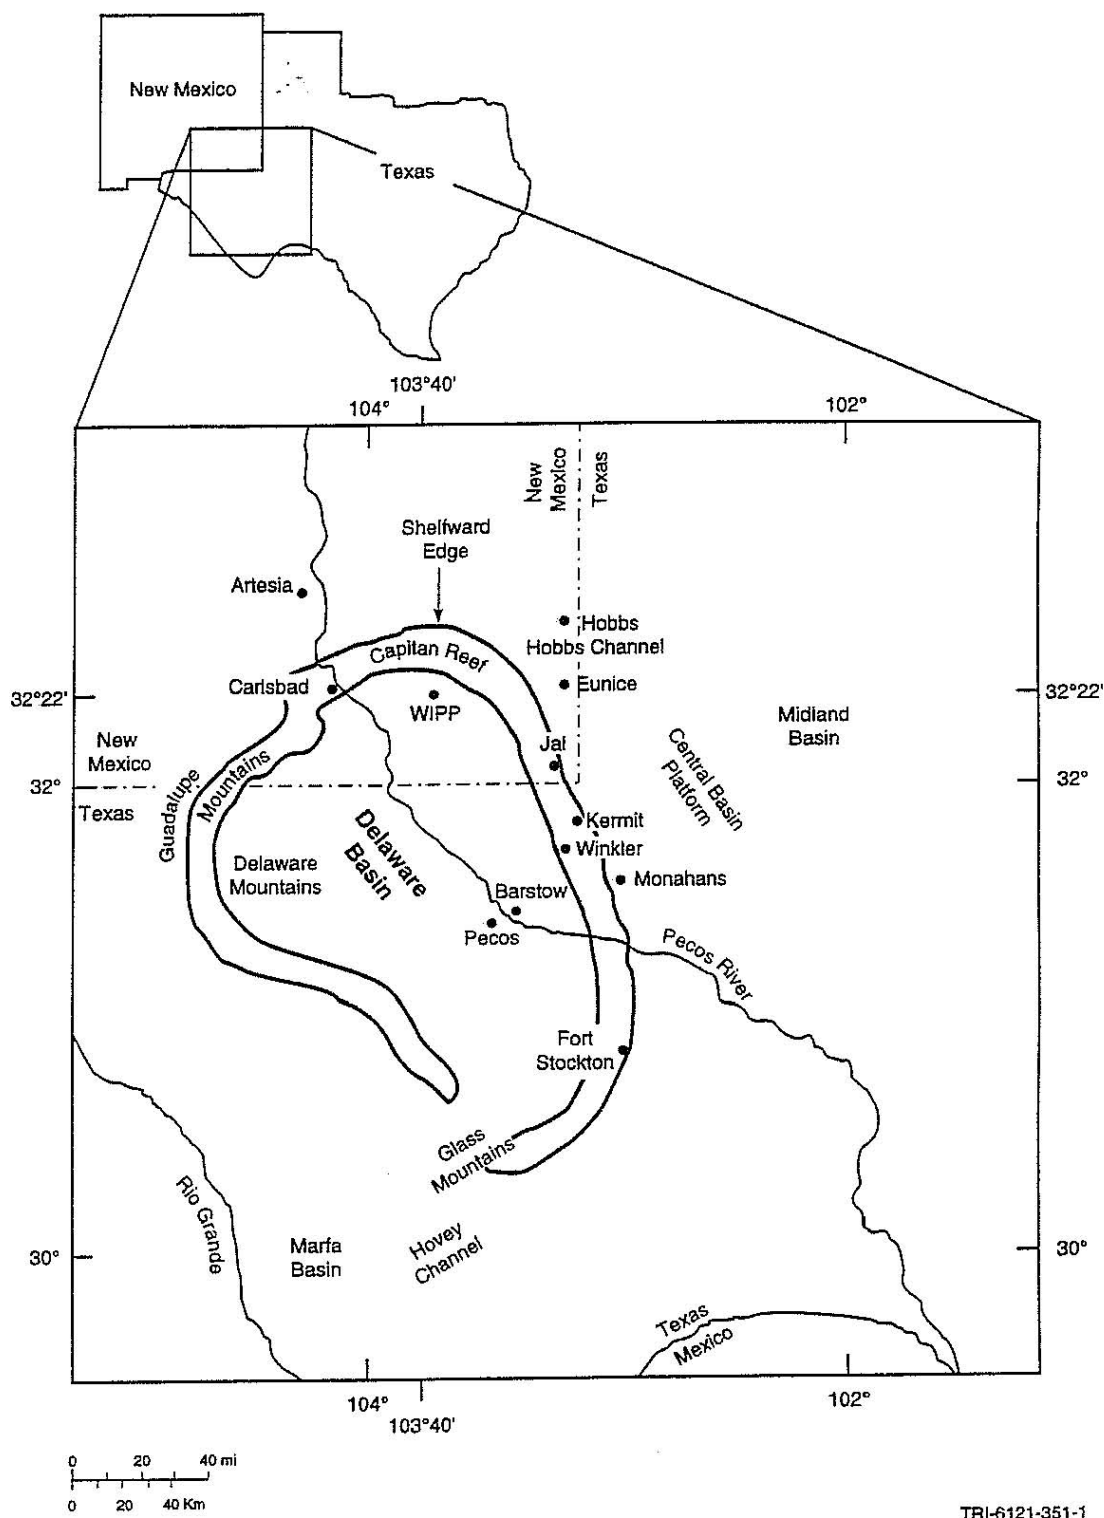 New Mexico
Texas
103°40'
104°
102°
New
Mexico
Texas
Shelfward
Edge
Artesia
Hobbs
Hobbs Channel
Capitan Reef
Carlsbad
Eunice
32°22'
32°22'
WIPP
Midland
Basin
New
Mexico
Jal
Central Basin
Platform
Guadalupe
Mountains
32°
32°
Texas
Kermit
Delaware
Basin
Winkler
Delaware
Mountains
Monahans
Barstow
Pecos
Pecos River
Fort
Stockton
Glass
Mountains
Rio Grande
Hovey
Channel
Marfa
Basin
30°
30°
Texas
Mexico
104°
103°40'
102°
0 20 40 mi
0 20 40 Km
TRI-6121-351-1